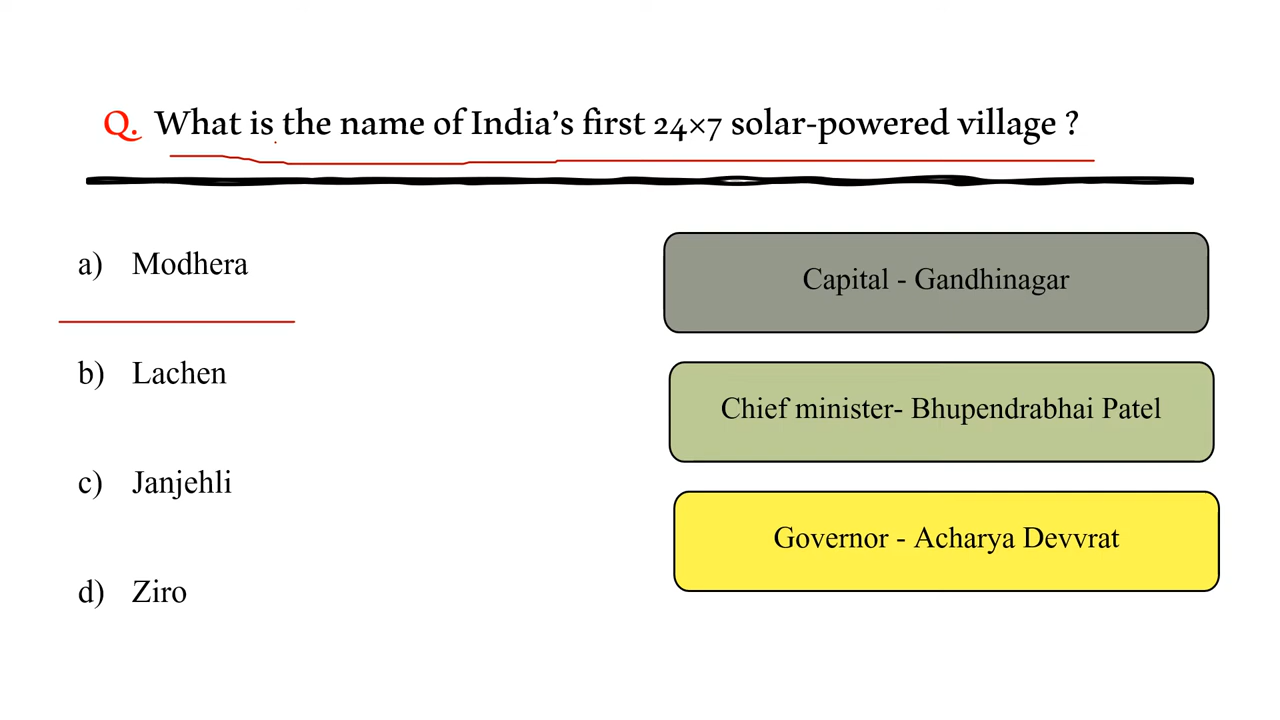 Q. What is the name of India’s first 24×7 solar-powered village ?
a) Modhera
b) Lachen
c) Janjehli
d) Ziro
Capital - Gandhinagar
Chief minister- Bhupendrabhai Patel
Governor - Acharya Devvrat